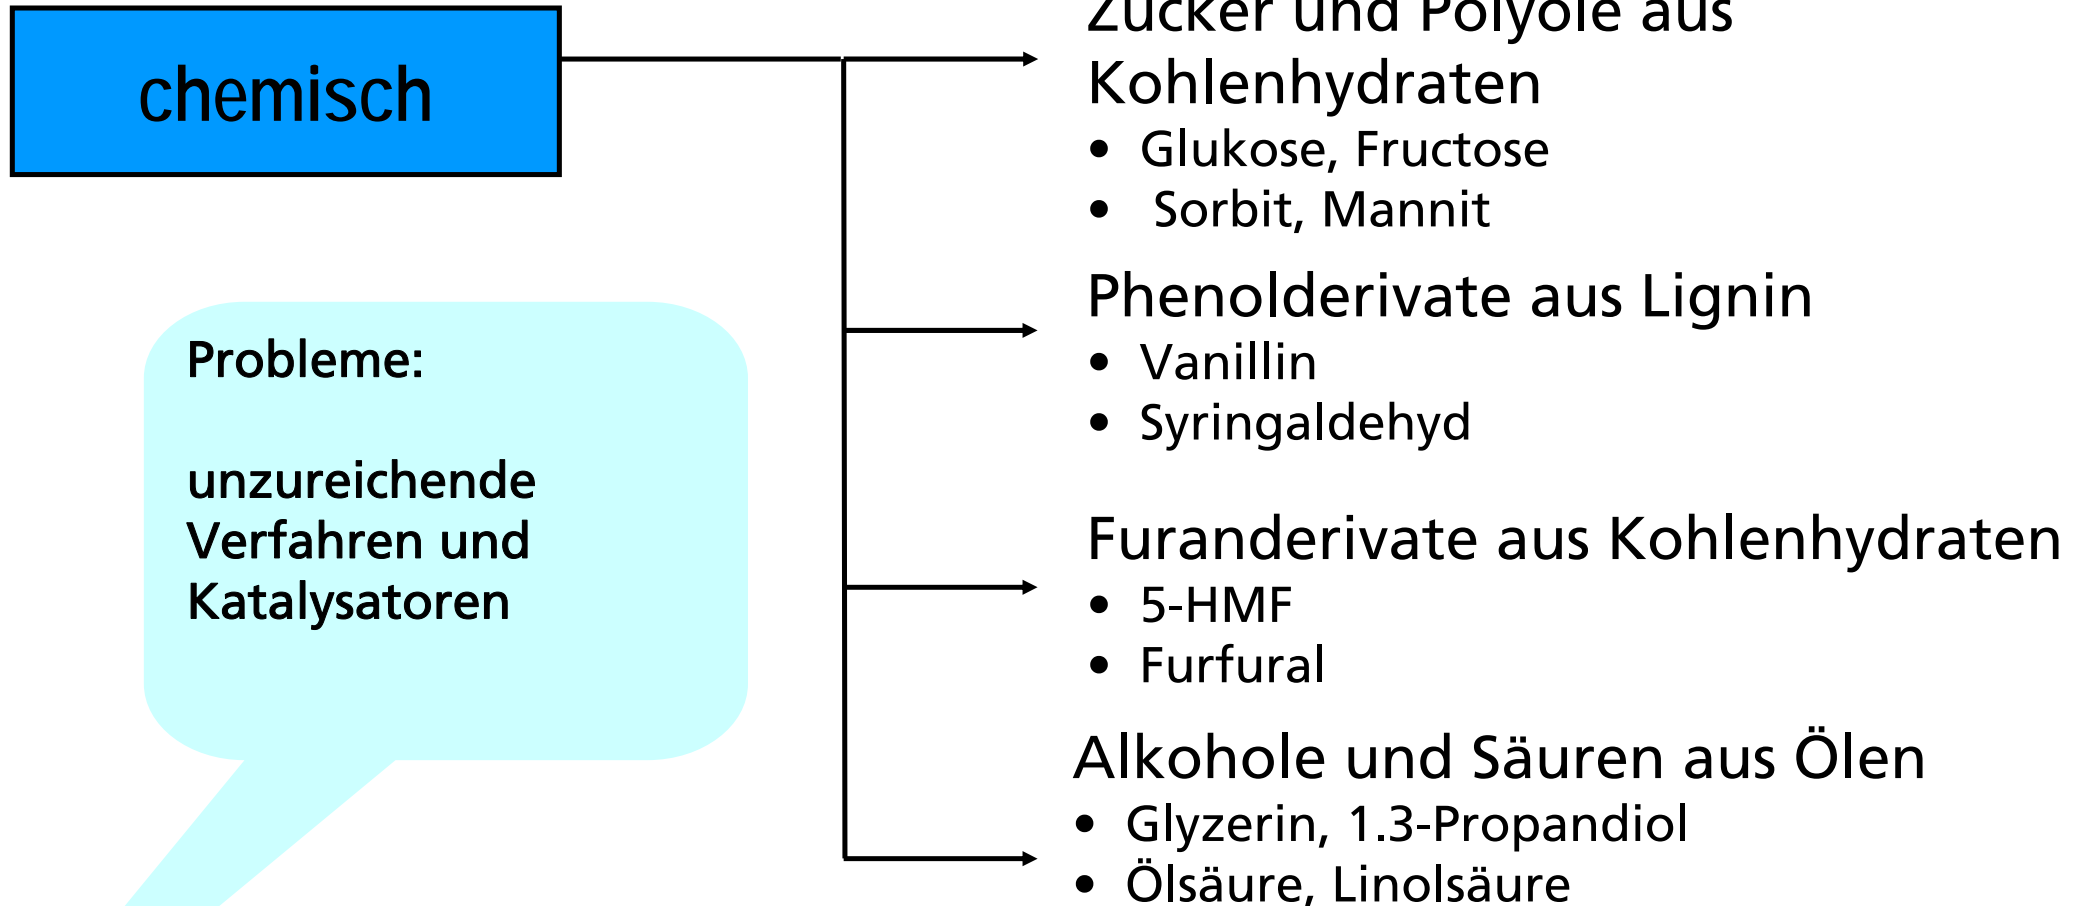 chemisch
Zucker und Polyole aus
Kohlenhydraten
• Glukose, Fructose
• Sorbit, Mannit
Phenolderivate aus Lignin
• Vanillin
• Syringaldehyd
Probleme:
unzureichende
Verfahren und
Katalysatoren
Furanderivate aus Kohlenhydraten
• 5-HMF
• Furfural
Alkohole und Säuren aus Ölen
• Glyzerin, 1.3-Propandiol
• Ölsäure, Linolsäure